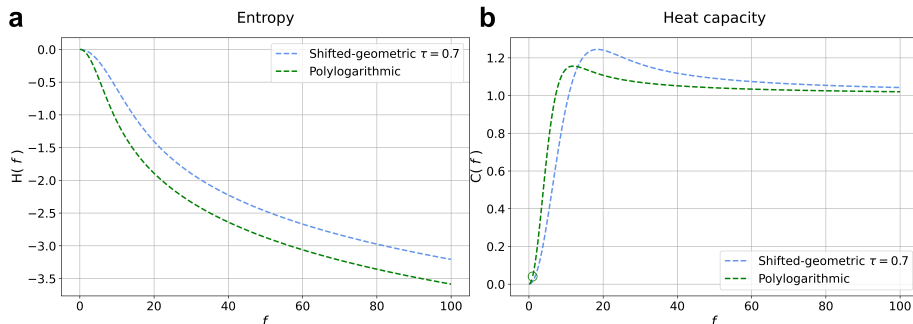 a
Entropy
H( f )
0.0
−0.5
−1.0
−1.5
−2.0
−2.5
−3.0
−3.5
Shifted-geometric τ = 0.7
Polylogarithmic
0 20 40 60 80 100
f
b
Heat capacity
C( f )
1.2
1.0
0.8
0.6
0.4
0.2
0.0
Shifted-geometric τ = 0.7
Polylogarithmic
0 20 40 60 80 100
f